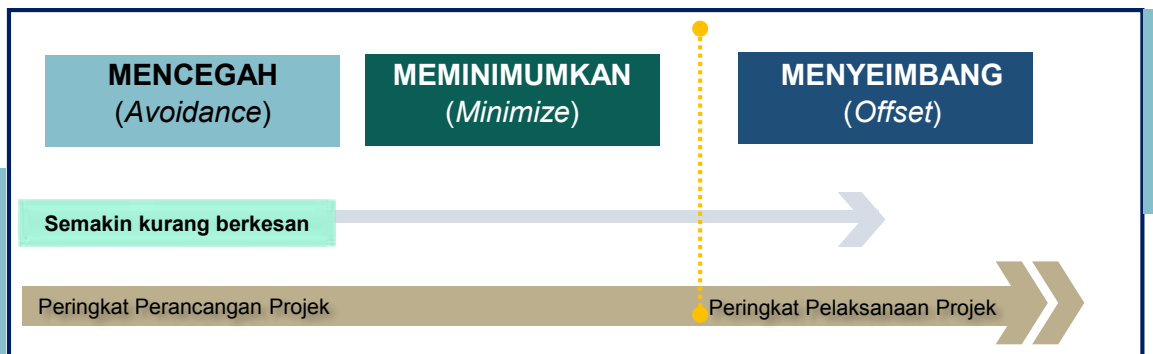 MENCEGAH
(Avoidance)
MEMINIMUMKAN
(Minimize)
MENYEIMBANG
(Offset)
Semakin kurang berkesan
Peringkat Perancangan Projek
Peringkat Pelaksanaan Projek